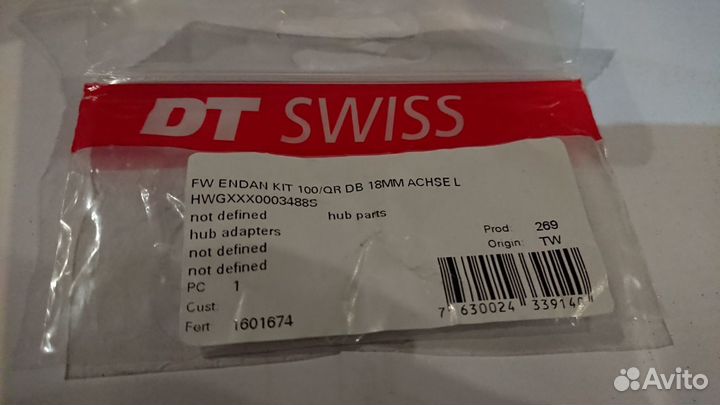 DT SWISS
FW ENDAN KIT 100/QR DB 18MM ACHSE L
HWGXXX0003488S
not defined hub parts
hub adapters
not defined
not defined
PC 1
Cust
Fert 1601674
Prod 269
Origin: TW
7 630024 33914
Avito